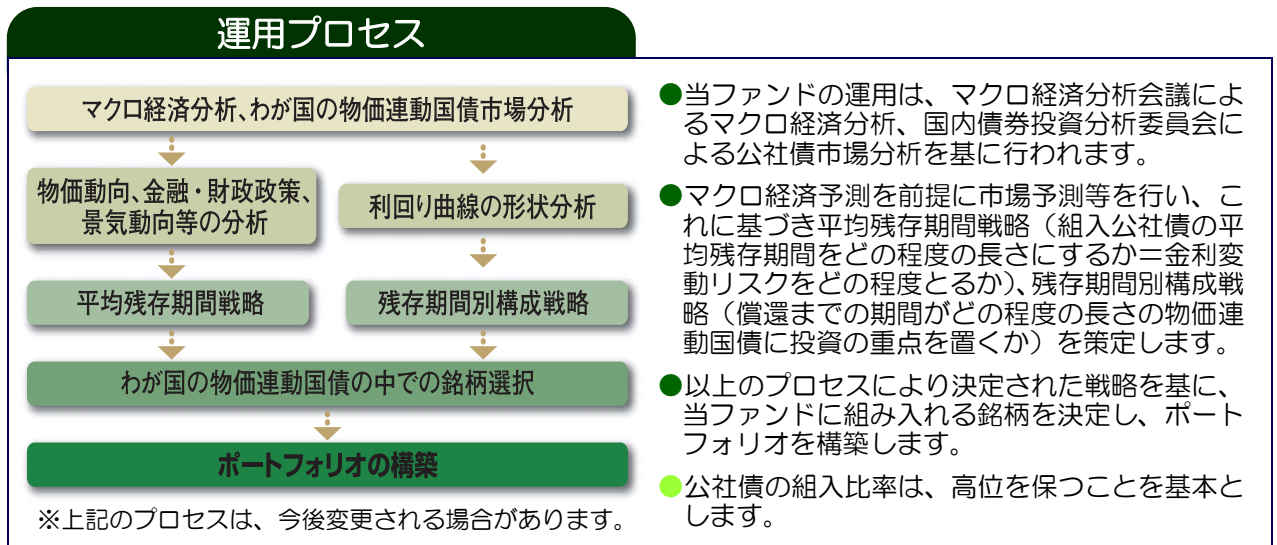 運用プロセス
マクロ経済分析、わが国の物価連動国債市場分析
物価動向、金融・財政政策、
景気動向等の分析
利回り曲線の形状分析
平均残存期間戦略
残存期間別構成戦略
わが国の物価連動国債の中での銘柄選択
ポートフォリオの構築
※上記のプロセスは、今後変更される場合があります。
●当ファンドの運用は、マクロ経済分析会議によ
るマクロ経済分析、国内債券投資分析委員会に
よる公社債市場分析を基に行われます。
●マクロ経済予測を前提に市場予測等を行い、こ
れに基づき平均残存期間戦略（組入公社債の平
均残存期間をどの程度の長さにするか＝金利変
動リスクをどの程度とるか）、残存期間別構成戦
略（償還までの期間がどの程度の長さの物価連
動国債に投資の重点を置くか）を策定します。
●以上のプロセスにより決定された戦略を基に、
当ファンドに組み入れる銘柄を決定し、ポート
フォリオを構築します。
●公社債の組入比率は、高位を保つことを基本と
します。